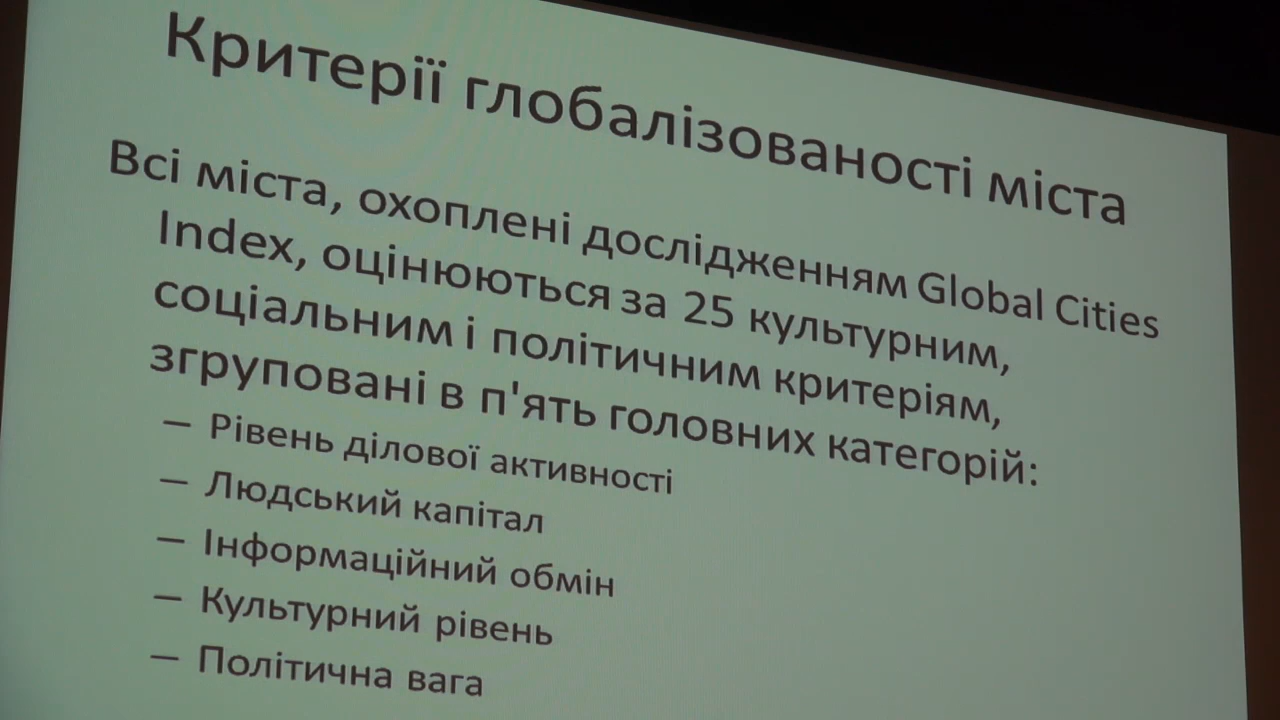 Критерії глобалізованості міста
Всі міста, охоплені дослідженням Global Cities
Index, оцінюються за 25 культурним,
соціальним і політичним критеріям,
згруповані в п'ять головних категорій:
– Рівень ділової активності
– Людський капітал
– Інформаційний обмін
– Культурний рівень
– Політична вага